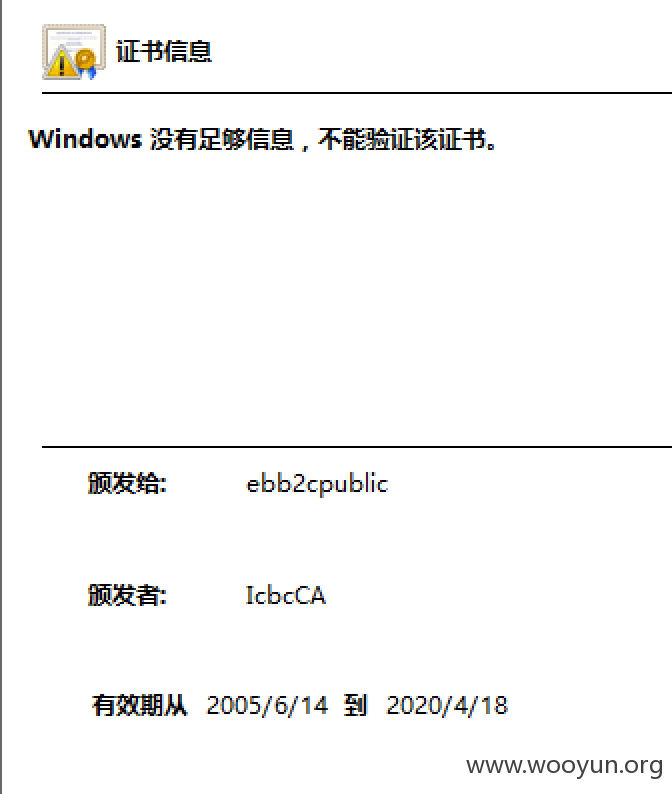 证书信息
Windows 没有足够信息，不能验证该证书。
颁发给: ebb2cpublic
颁发者: IcbcCA
有效期从 2005/6/14 到 2020/4/18
www.wooyun.org